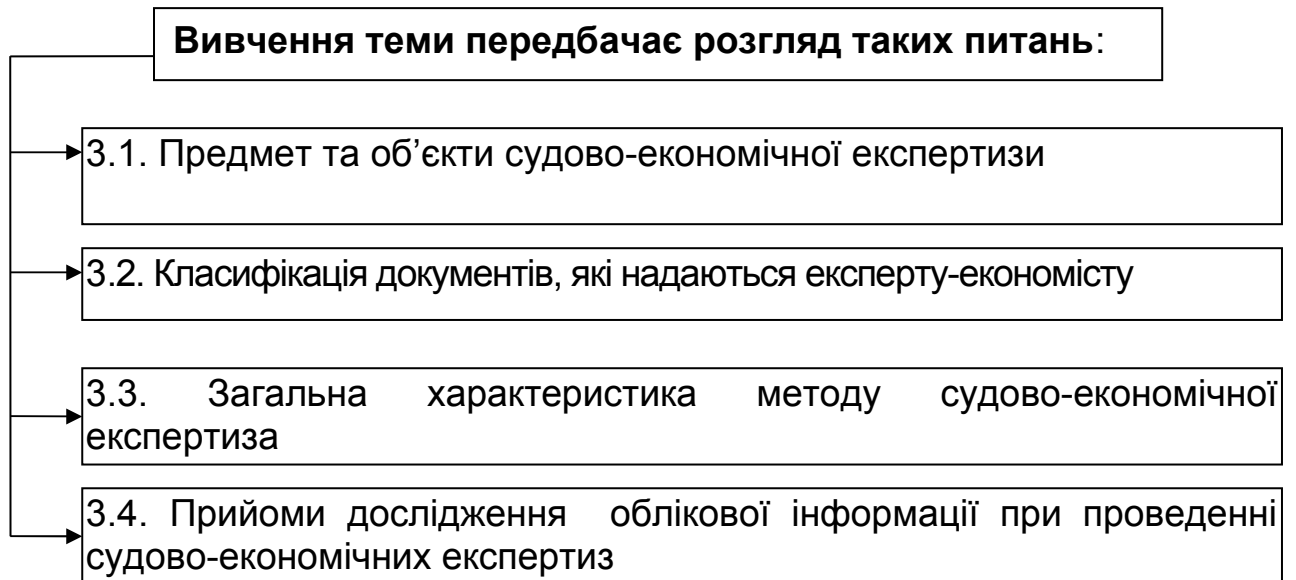 Вивчення теми передбачає розгляд таких питань:
3.1. Предмет та об’єкти судово-економічної експертизи
3.2. Класифікація документів, які надаються експерту-економісту
3.3. Загальна характеристика методу судово-економічної
експертиза
3.4. Прийоми дослідження облікової інформації при проведенні
судово-економічних експертиз